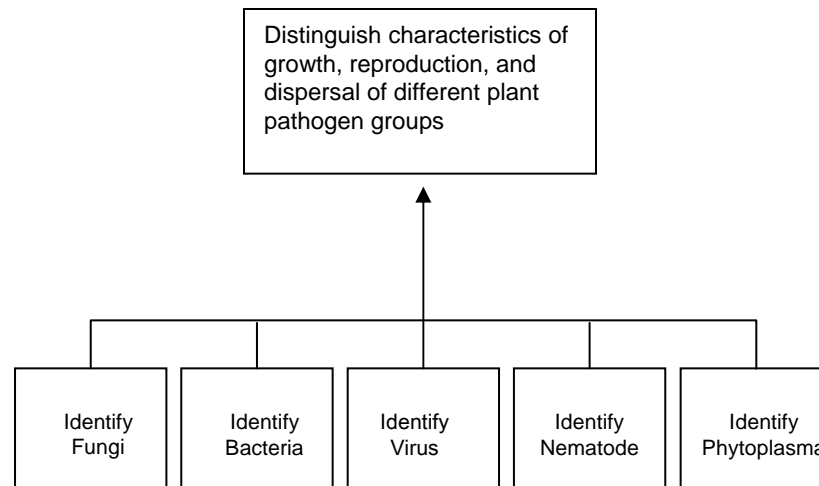 Distinguish characteristics of
growth, reproduction, and
dispersal of different plant
pathogen groups
Identify
Fungi
Identify
Bacteria
Identify
Virus
Identify
Nematode
Identify
Phytoplasma